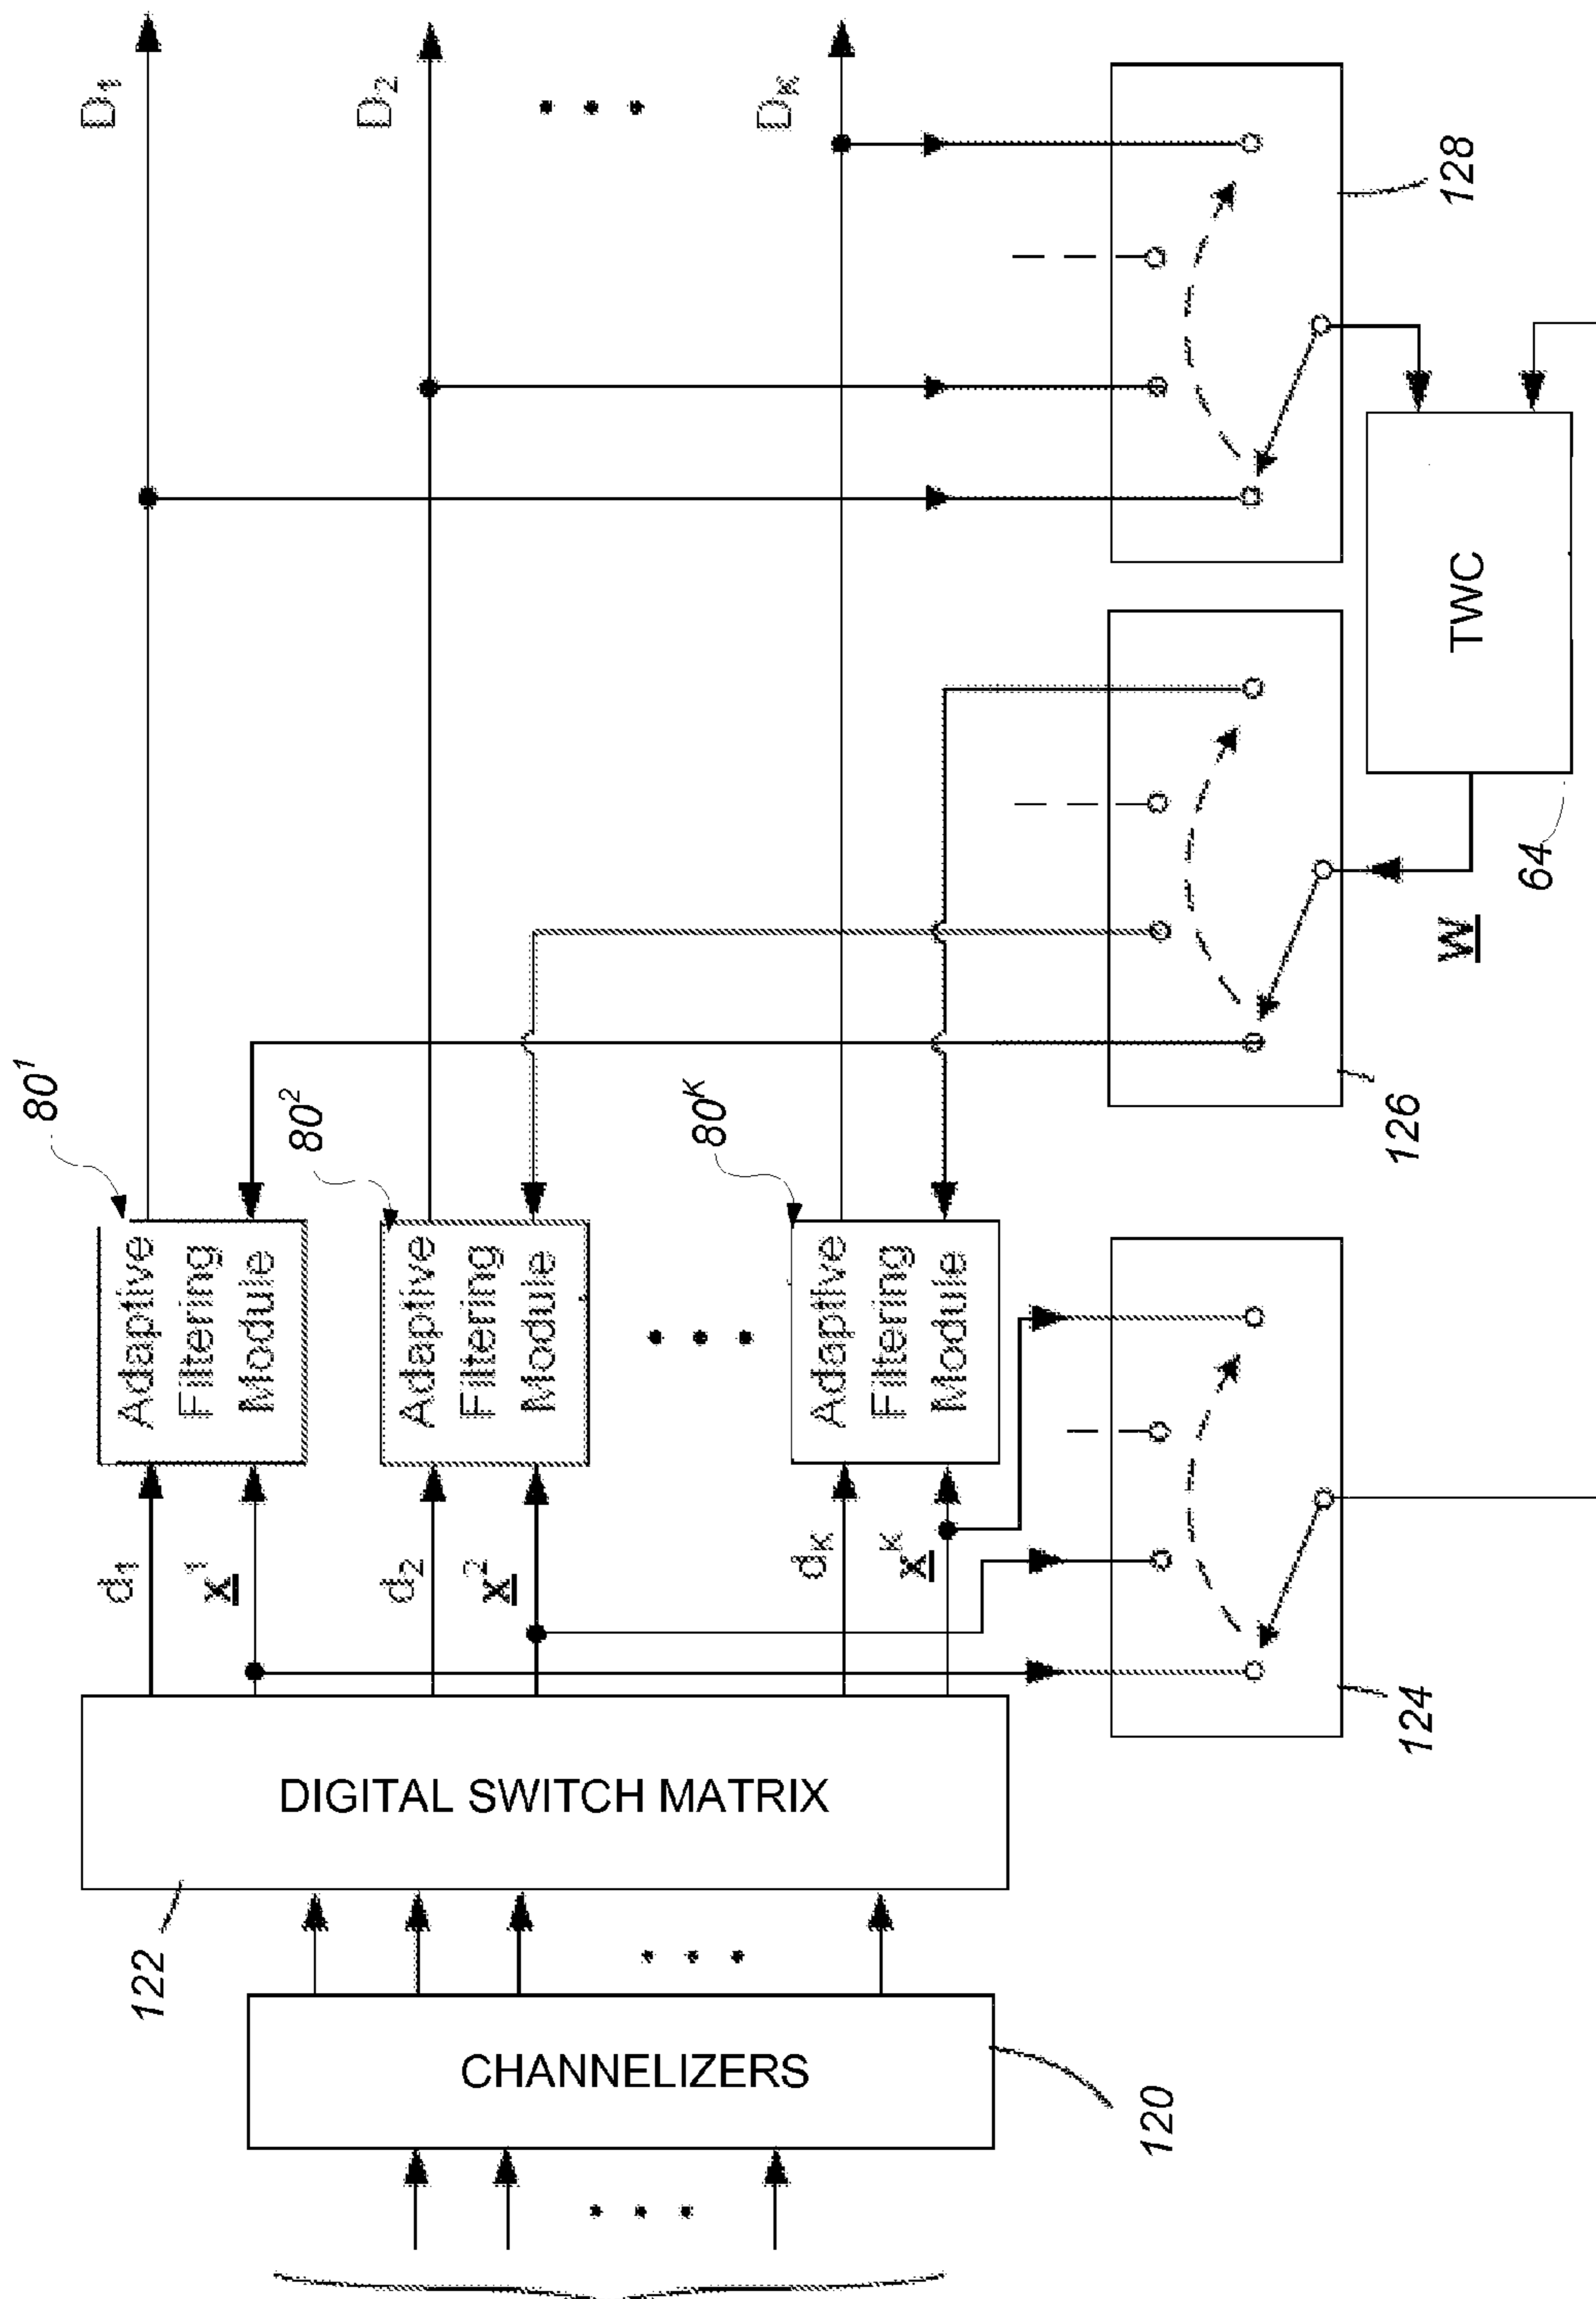 CHANNELIZERS
120
122
DIGITAL SWITCH MATRIX
d₁
x¹
d₂
x²
dₖ
xᴷ
Adaptive
Filtering
Module
80¹
Adaptive
Filtering
Module
80²
Adaptive
Filtering
Module
80ᴷ
D₁
D₂
Dₖ
124
126
128
W
64
TWC